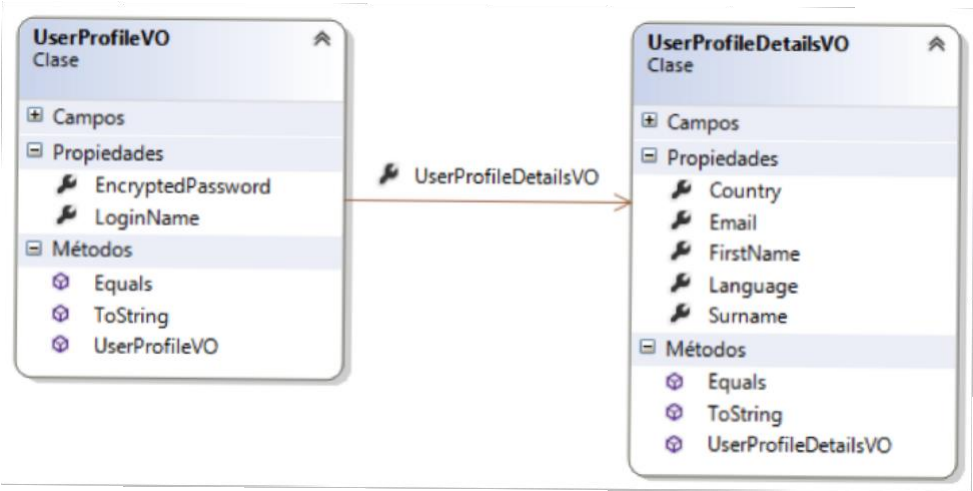 UserProfileVO
Clase
Campos
Propiedades
EncryptedPassword
LoginName
Métodos
Equals
ToString
UserProfileVO
UserProfileDetailsVO
UserProfileDetailsVO
Clase
Campos
Propiedades
Country
Email
FirstName
Language
Surname
Métodos
Equals
ToString
UserProfileDetailsVO